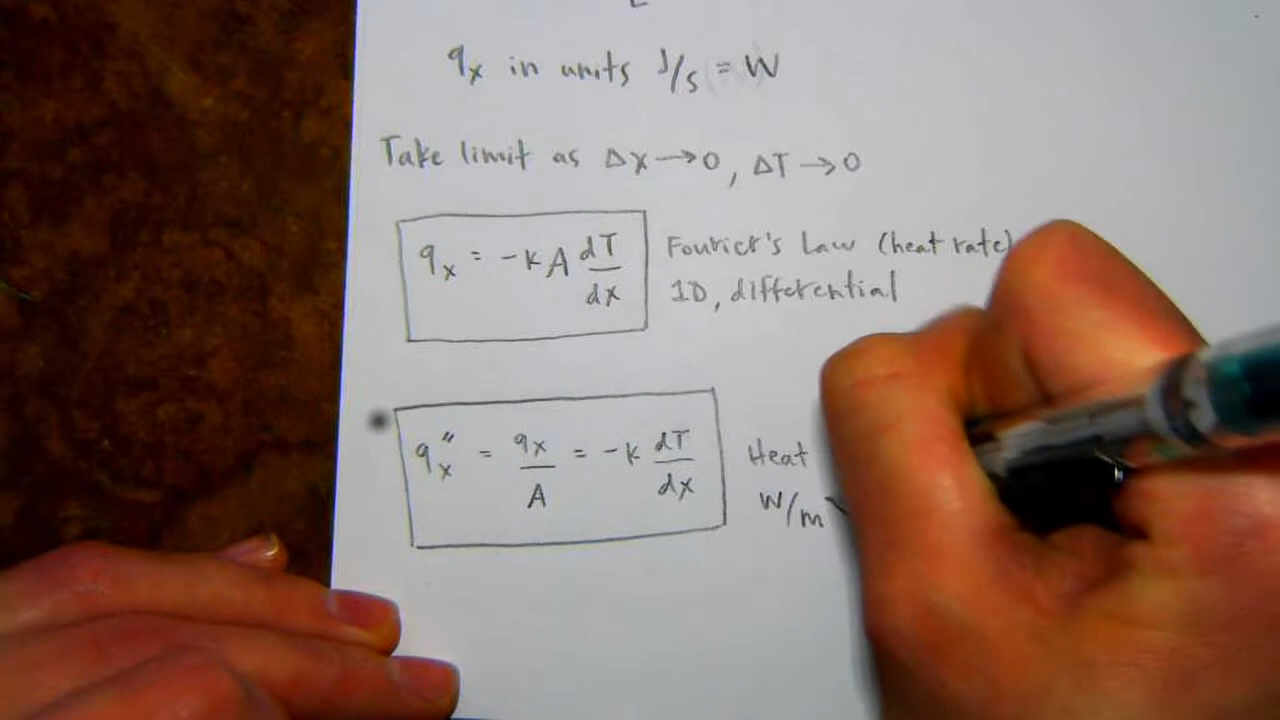 qx in units J/s = W
Take limit as Δx→0, ΔT→0
qx = -kA dT/dx
Fourier's Law (heat rate)
1D, differential
qx" = qx/A = -k dT/dx
Heat
W/m